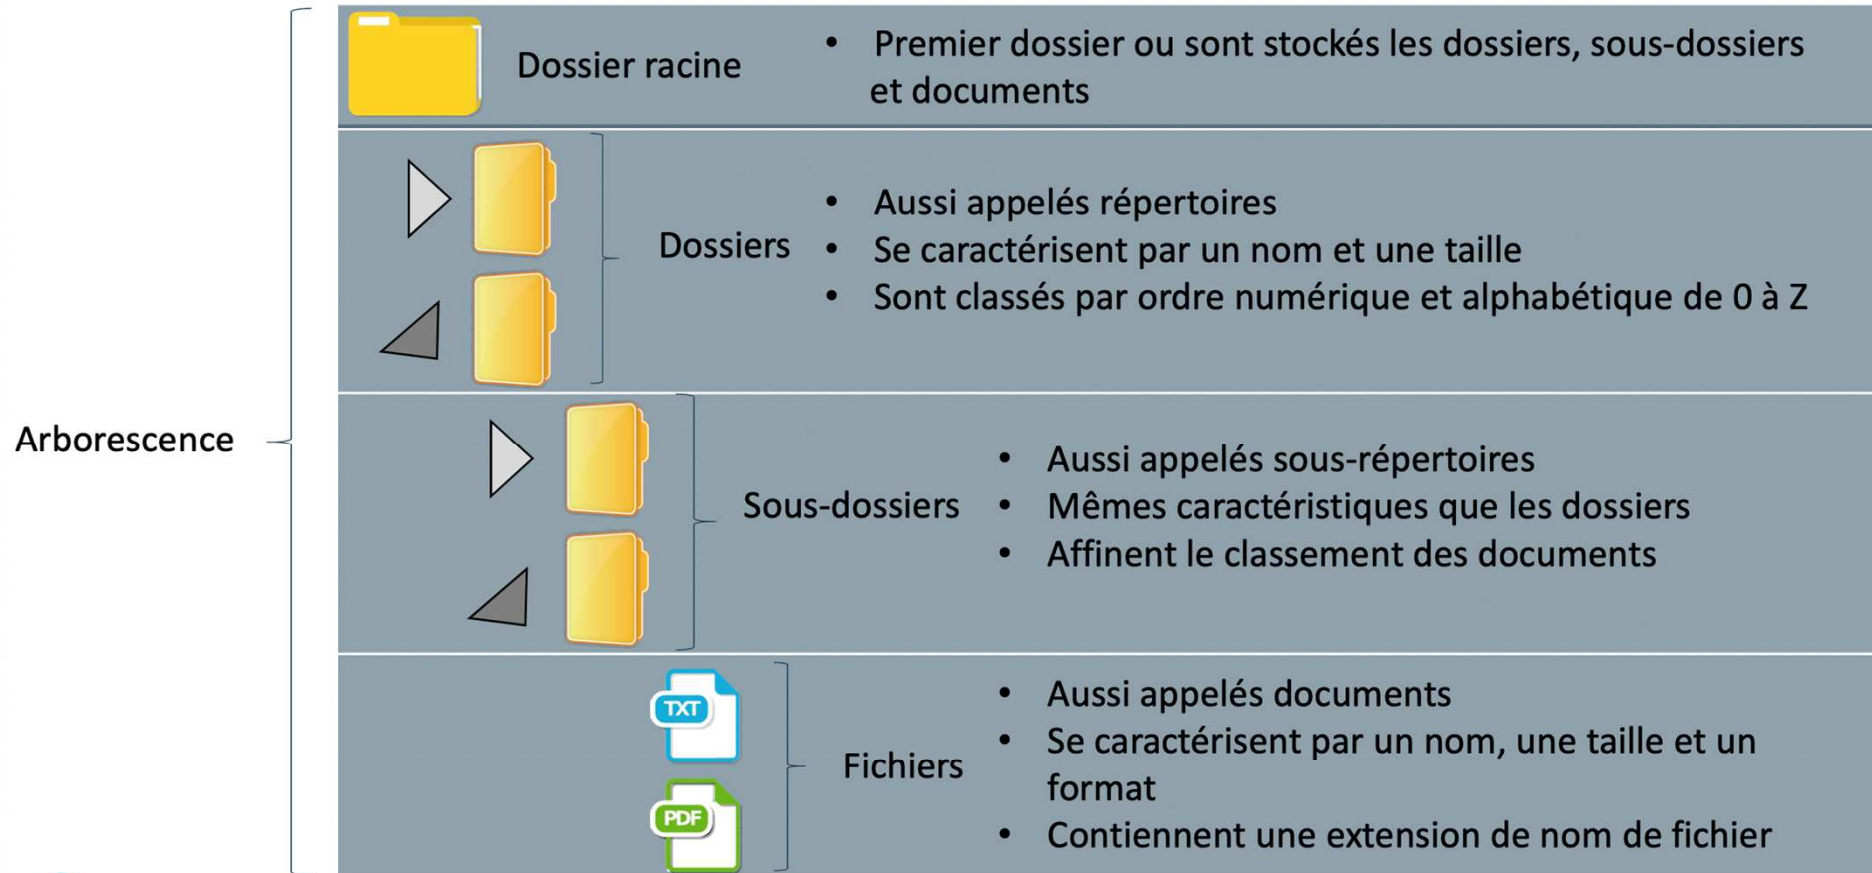 Dossier racine
• Premier dossier ou sont stockés les dossiers, sous-dossiers
et documents
Dossiers
• Aussi appelés répertoires
• Se caractérisent par un nom et une taille
• Sont classés par ordre numérique et alphabétique de 0 à Z
Arborescence
Sous-dossiers
• Aussi appelés sous-répertoires
• Mêmes caractéristiques que les dossiers
• Affinent le classement des documents
TXT
PDF
Fichiers
• Aussi appelés documents
• Se caractérisent par un nom, une taille et un
format
• Contiennent une extension de nom de fichier